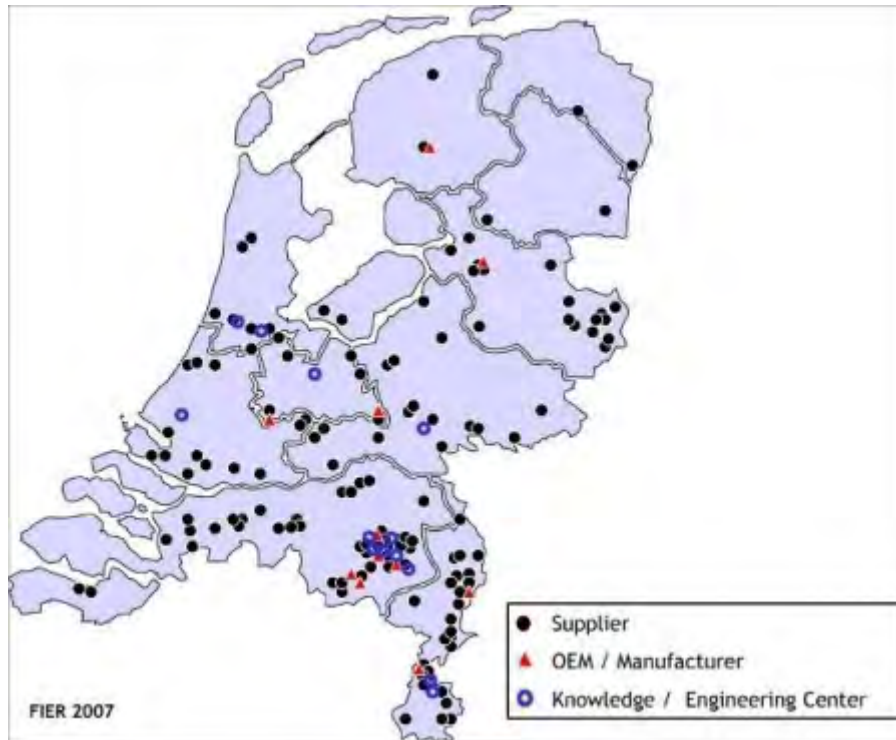 Supplier
OEM / Manufacturer
Knowledge / Engineering Center
FIER 2007